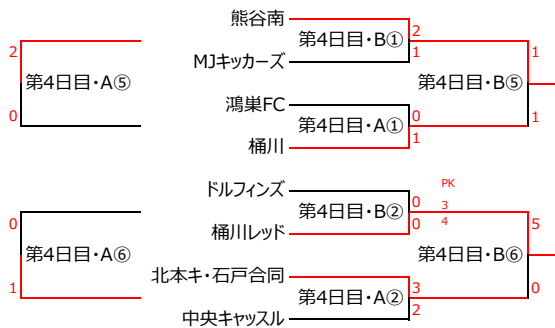 熊谷南
2
第4日目・B①
MJキッカーズ
1
2
1
第4日目・A⑤
第4日目・B⑤
鴻巣FC
0
0
第4日目・A①
1
桶川
1
ドルフィンズ
PK
0
3
第4日目・B②
0
4
0
5
桶川レッド
第4日目・A⑥
第4日目・B⑥
北本キ・石戸合同
1
3
0
第4日目・A②
2
中央キャッスル